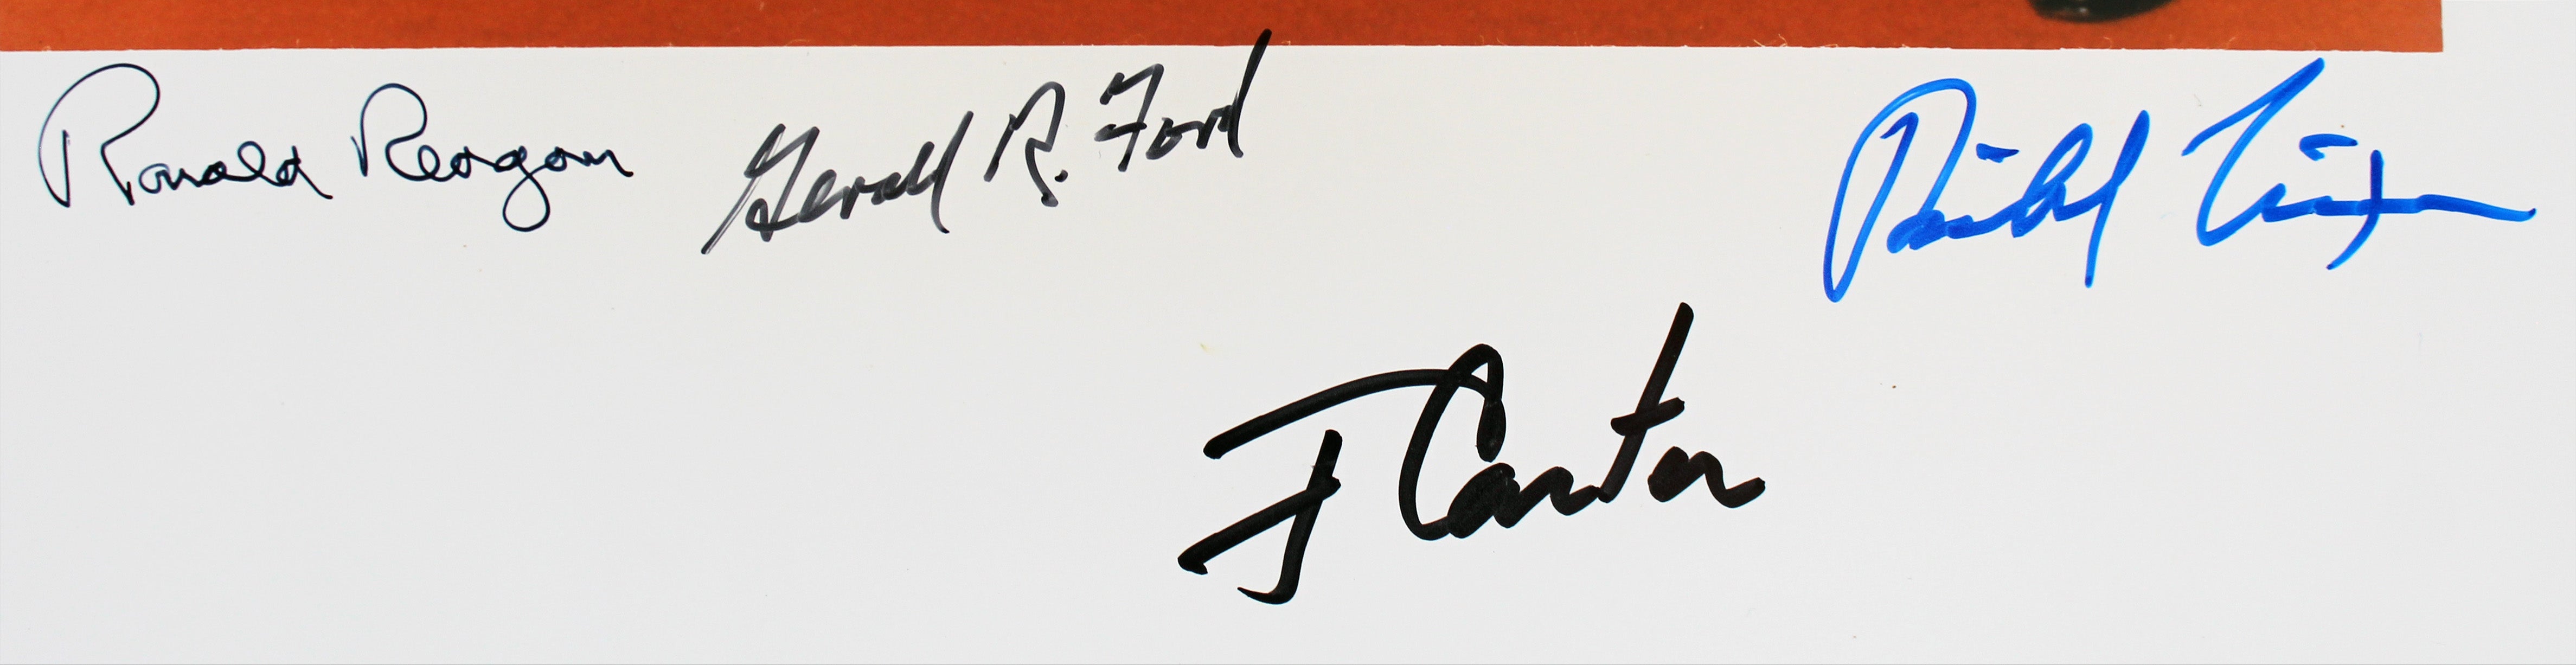 Ronald Reagan
Gerald R. Ford
Richard Nixon
J Carter